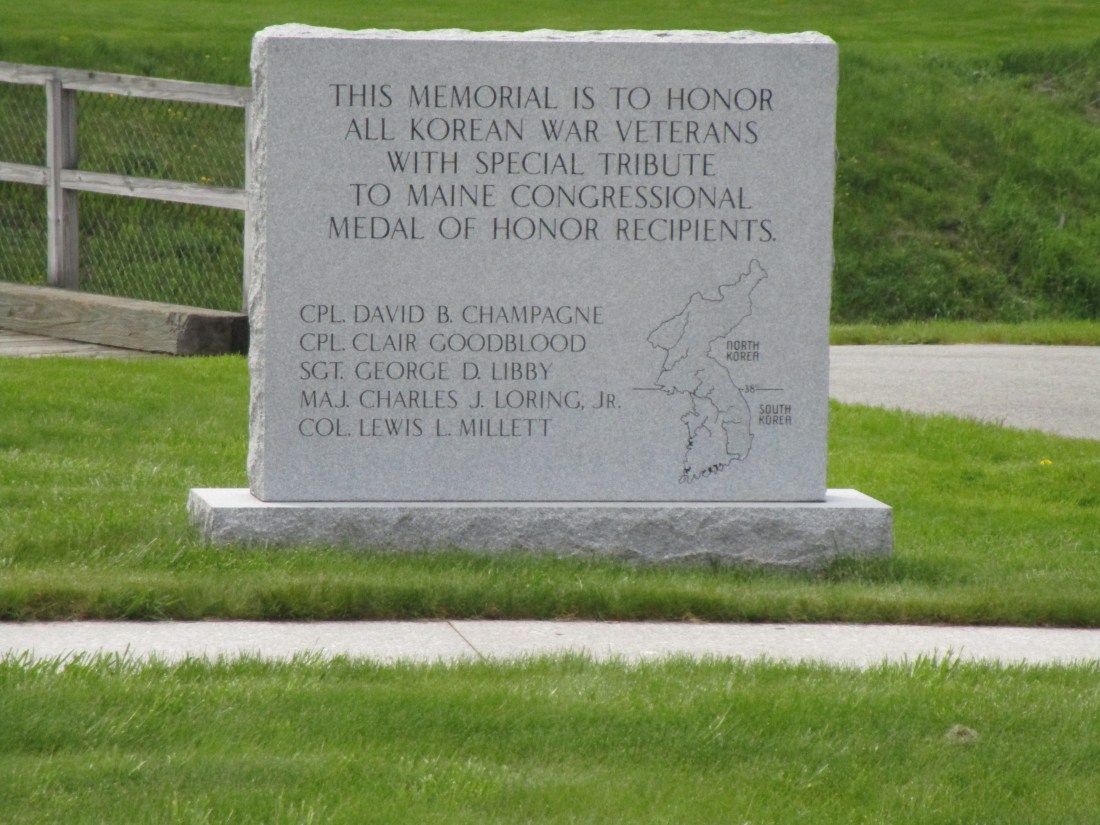 THIS MEMORIAL IS TO HONOR
ALL KOREAN WAR VETERANS
WITH SPECIAL TRIBUTE
TO MAINE CONGRESSIONAL
MEDAL OF HONOR RECIPIENTS.
CPL. DAVID B. CHAMPAGNE
CPL. CLAIR GOODBLOOD
SGT. GEORGE D. LIBBY
MAJ. CHARLES J. LORING, JR.
COL. LEWIS L. MILLETT
NORTH
KOREA
38°
SOUTH
KOREA